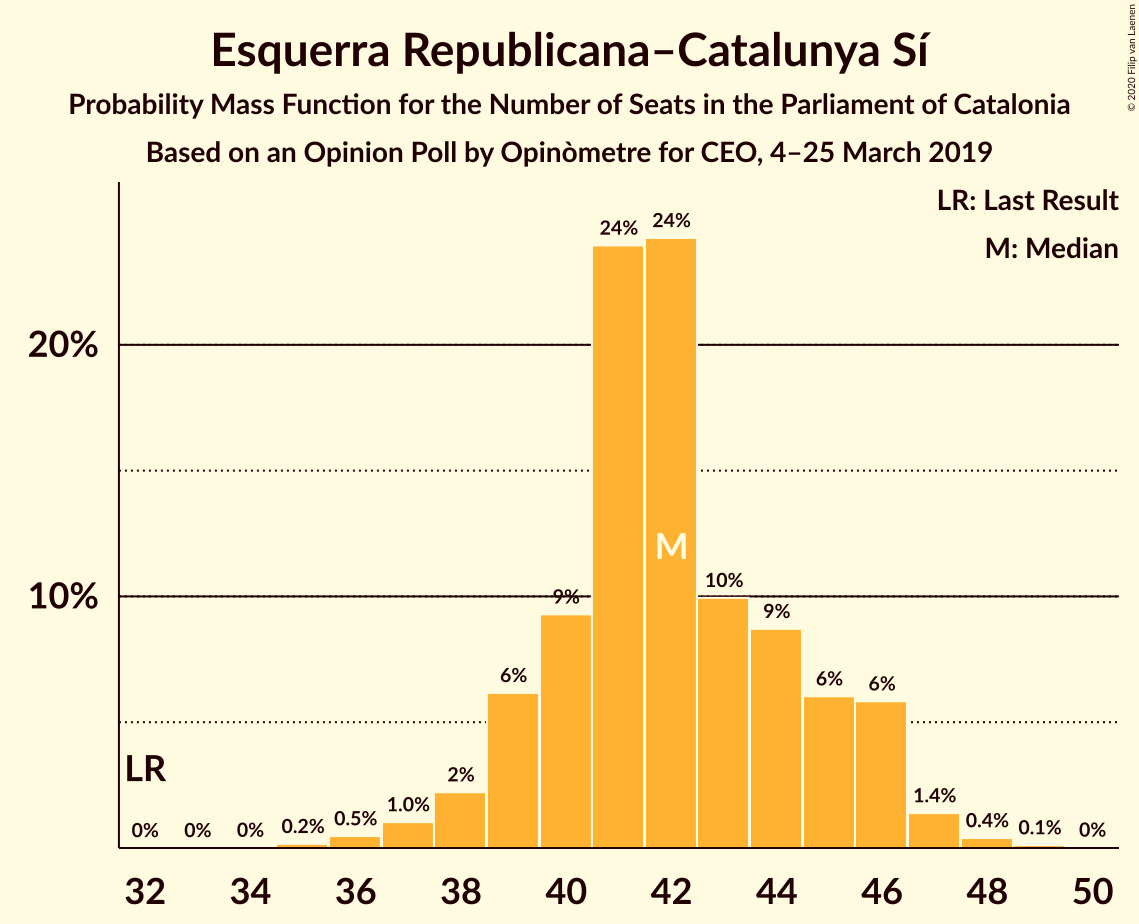 Esquerra Republicana–Catalunya Sí
Probability Mass Function for the Number of Seats in the Parliament of Catalonia
Based on an Opinion Poll by Opinòmetre for CEO, 4–25 March 2019
© 2020 Filip van Laenen
LR: Last Result
M: Median
24% 24%
20%
M
10%
9% 10% 9%
6% 6% 6%
LR
2%
0% 0% 0% 0.2% 0.5% 1.0% 1.4% 0.4% 0.1% 0%
32 34 36 38 40 42 44 46 48 50